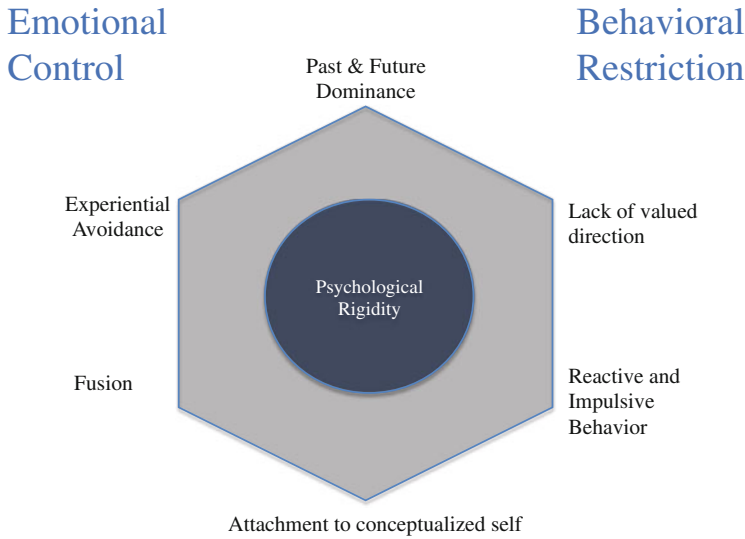 Emotional
Control
Behavioral
Restriction
Past & Future
Dominance
Experiential
Avoidance
Lack of valued
direction
Psychological
Rigidity
Fusion
Reactive and
Impulsive
Behavior
Attachment to conceptualized self